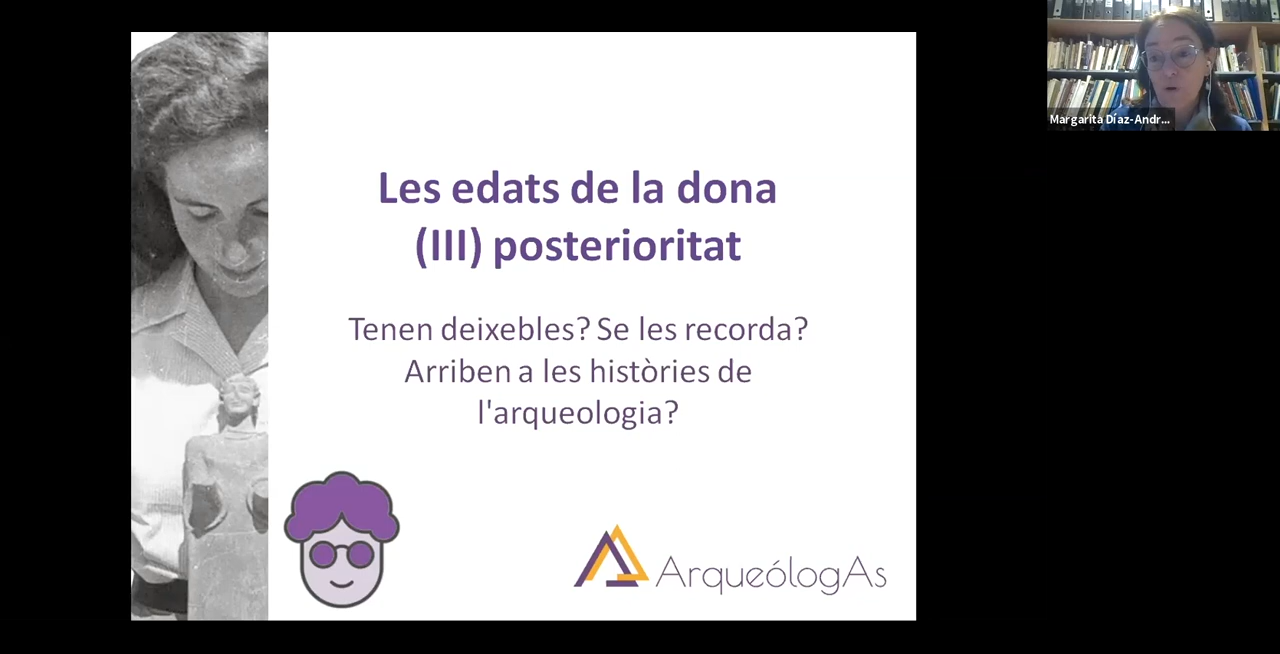 Les edats de la dona
(III) posterioritat
Tenen deixebles? Se les recorda?
Arriben a les històries de
l'arqueologia?
ArqueólogAs
Margarita Díaz-Andr...